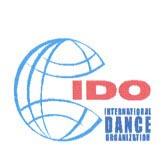 IDO
INTERNATIONAL
DANCE
ORGANIZATION